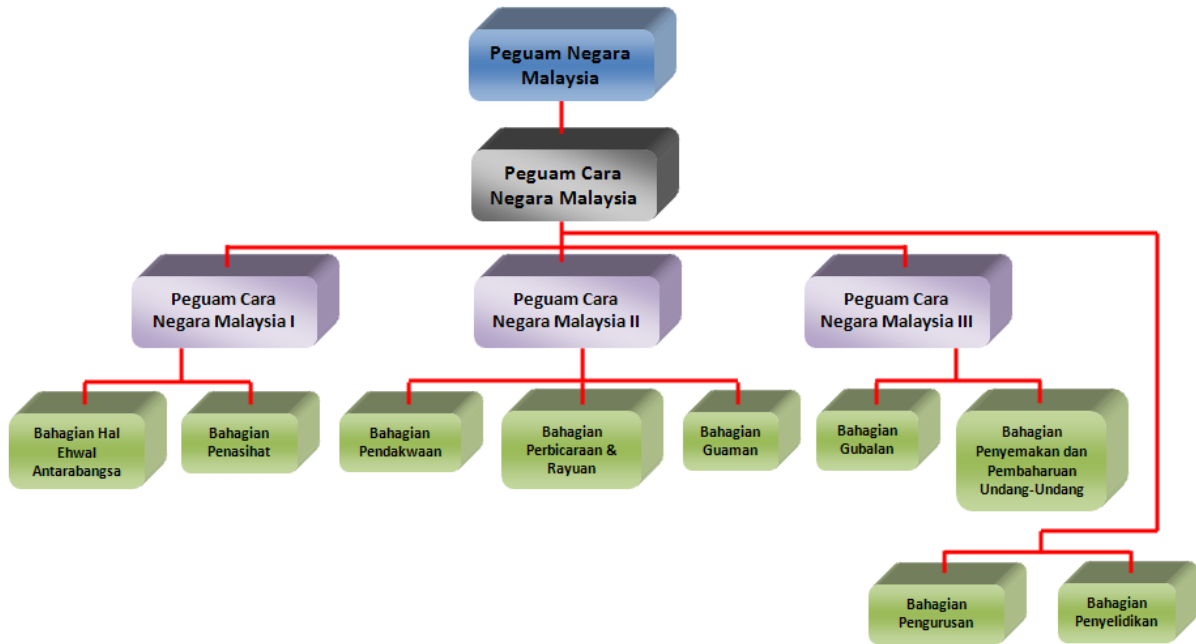 Peguam Negara
Malaysia
Peguam Cara
Negara Malaysia
Peguam Cara
Negara Malaysia I
Peguam Cara
Negara Malaysia II
Peguam Cara
Negara Malaysia III
Bahagian Hal
Ehwal
Antarabangsa
Bahagian
Penasihat
Bahagian
Pendakwaan
Bahagian
Perbicaraan &
Rayuan
Bahagian
Guaman
Bahagian
Gubalan
Bahagian
Penyemakan dan
Pembaharuan
Undang-Undang
Bahagian
Pengurusan
Bahagian
Penyelidikan